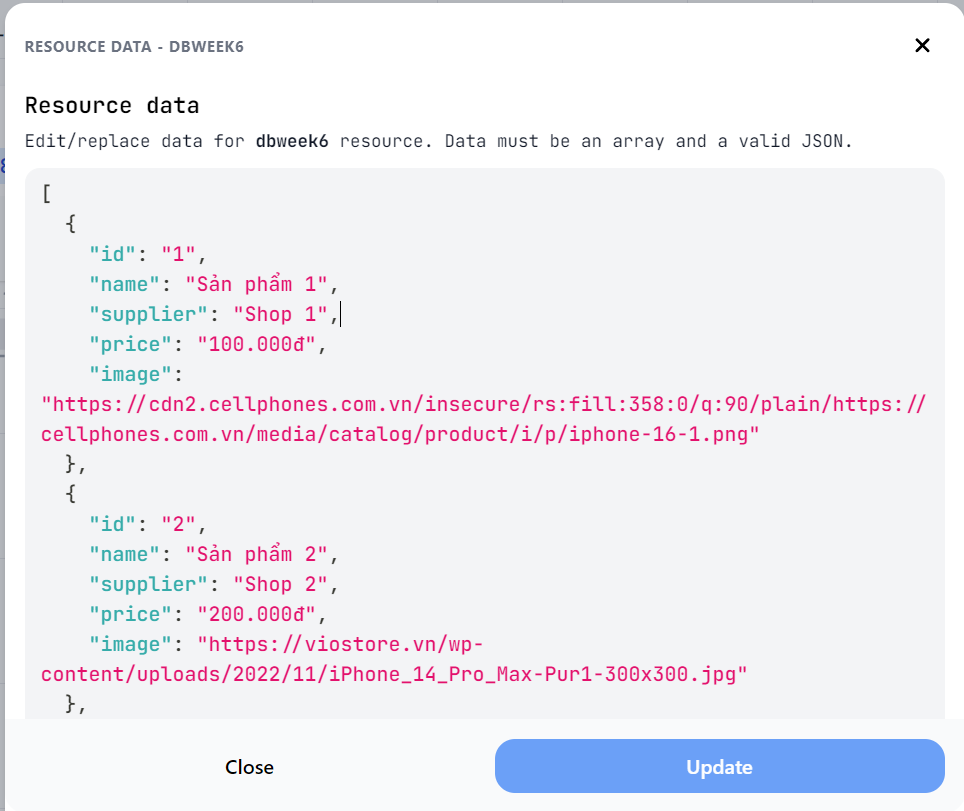 RESOURCE DATA - DBWEEK6
Resource data
Edit/replace data for dbweek6 resource. Data must be an array and a valid JSON.
[
{
"id": "1",
"name": "Sản phẩm 1",
"supplier": "Shop 1",
"price": "100.000đ",
"image":
"https://cdn2.cellphones.com.vn/insecure/rs:fill:358:0/q:90/plain/https://
cellphones.com.vn/media/catalog/product/i/p/iphone-16-1.png"
},
{
"id": "2",
"name": "Sản phẩm 2",
"supplier": "Shop 2",
"price": "200.000đ",
"image": "https://viostore.vn/wp-
content/uploads/2022/11/iPhone_14_Pro_Max-Pur1-300x300.jpg"
},
Close
Update